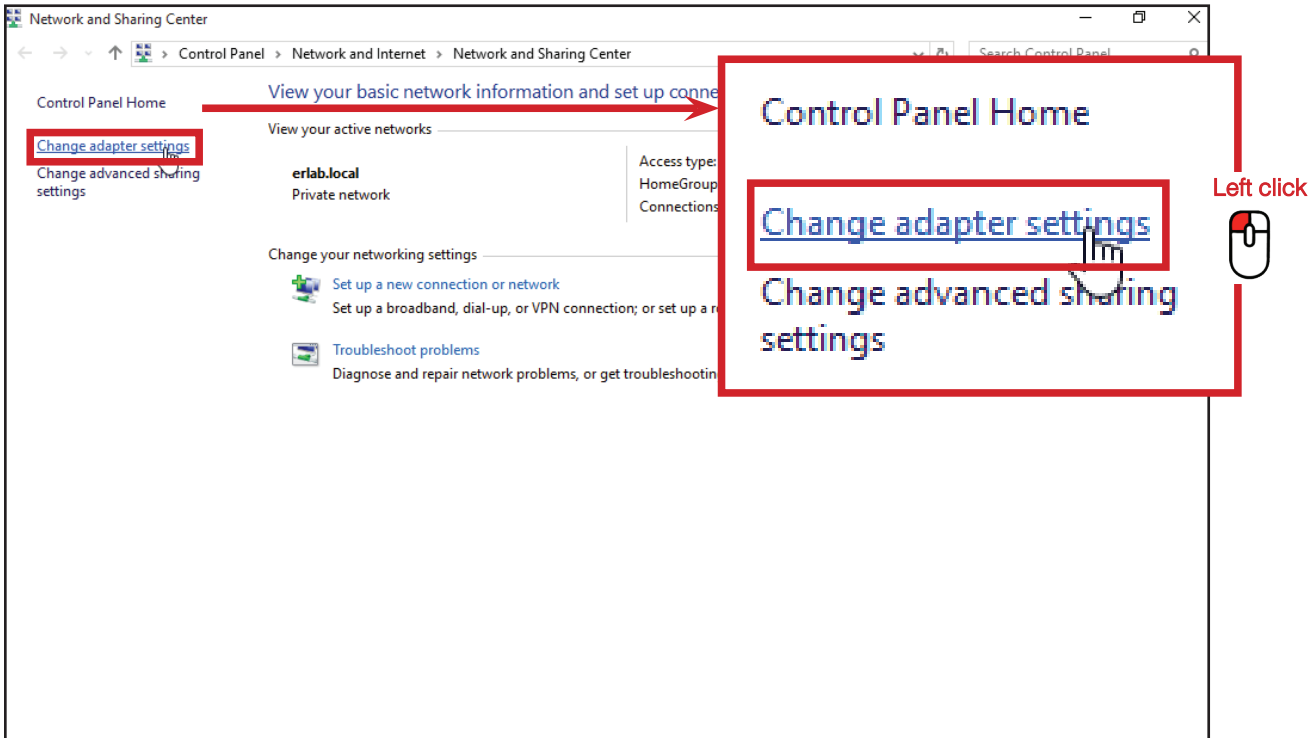 Network and Sharing Center
Control Panel > Network and Internet > Network and Sharing Center
Search Control Panel
Control Panel Home
Change adapter settings
Change advanced sharing
settings
View your basic network information and set up conne
View your active networks
erlab.local
Private network
Access type:
HomeGroup
Connections
Change your networking settings
Set up a new connection or network
Set up a broadband, dial-up, or VPN connection; or set up a r
Troubleshoot problems
Diagnose and repair network problems, or get troubleshootin
Control Panel Home
Change adapter settings
Change advanced sharing
settings
Left click